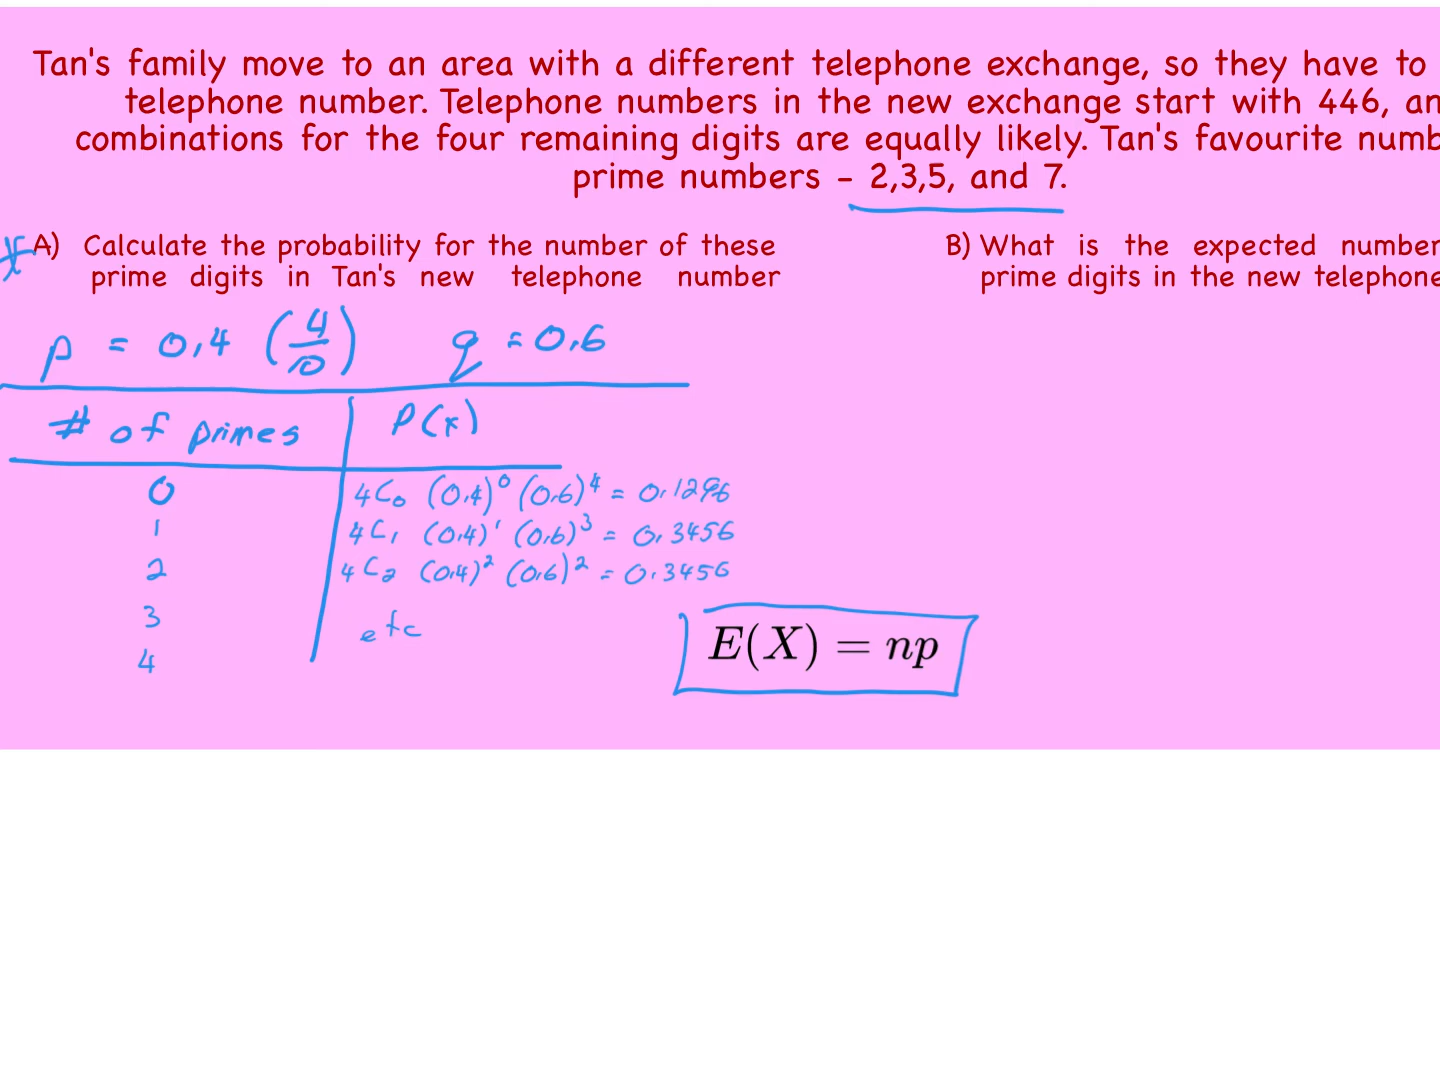 Tan's family move to an area with a different telephone exchange, so they have to
telephone number. Telephone numbers in the new exchange start with 446, an
combinations for the four remaining digits are equally likely. Tan's favourite numb
prime numbers - 2,3,5, and 7.
A) Calculate the probability for the number of these
prime digits in Tan's new telephone number
B) What is the expected number
prime digits in the new telephone
p = 0,4 (4/10) q = 0.6
# of primes P(x)
0 4C0 (0.4)^0 (0.6)^4 = 0.1296
1 4C1 (0.4)^1 (0.6)^3 = 0.3456
2 4C2 (0.4)^2 (0.6)^2 = 0.3456
3 etc
4
E(X) = np